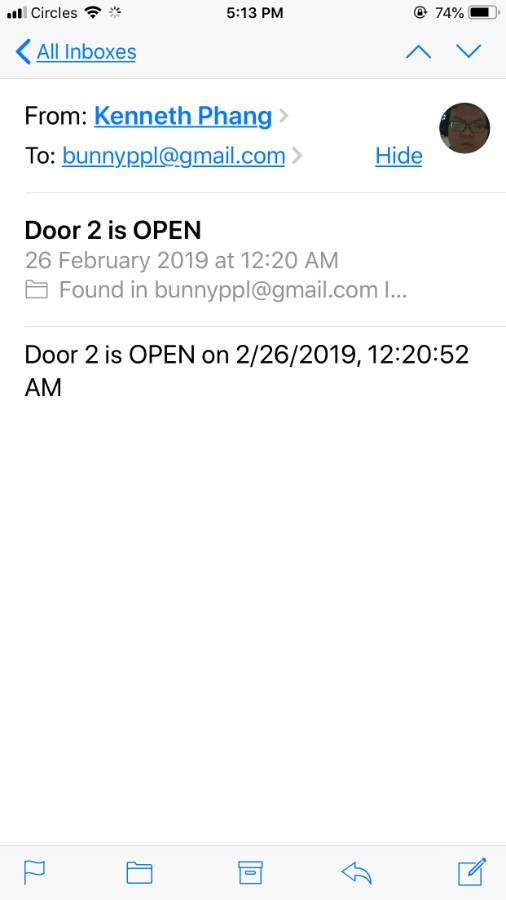 Circles 5:13 PM 74%
All Inboxes
From: Kenneth Phang
To: bunnyppl@gmail.com Hide
Door 2 is OPEN
26 February 2019 at 12:20 AM
Found in bunnyppl@gmail.com I...
Door 2 is OPEN on 2/26/2019, 12:20:52
AM